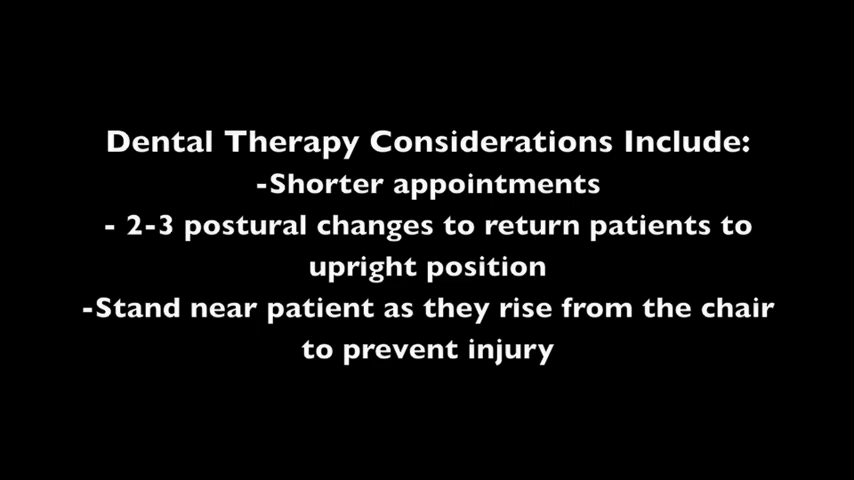 Dental Therapy Considerations Include:
-Shorter appointments
- 2-3 postural changes to return patients to
upright position
-Stand near patient as they rise from the chair
to prevent injury